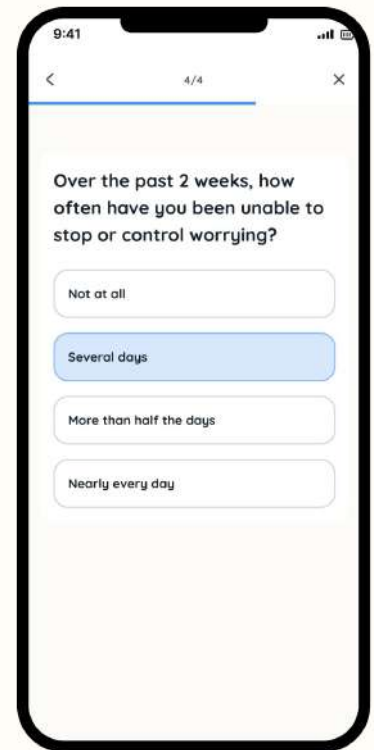 9:41
4/4
Over the past 2 weeks, how
often have you been unable to
stop or control worrying?
Not at all
Several days
More than half the days
Nearly every day